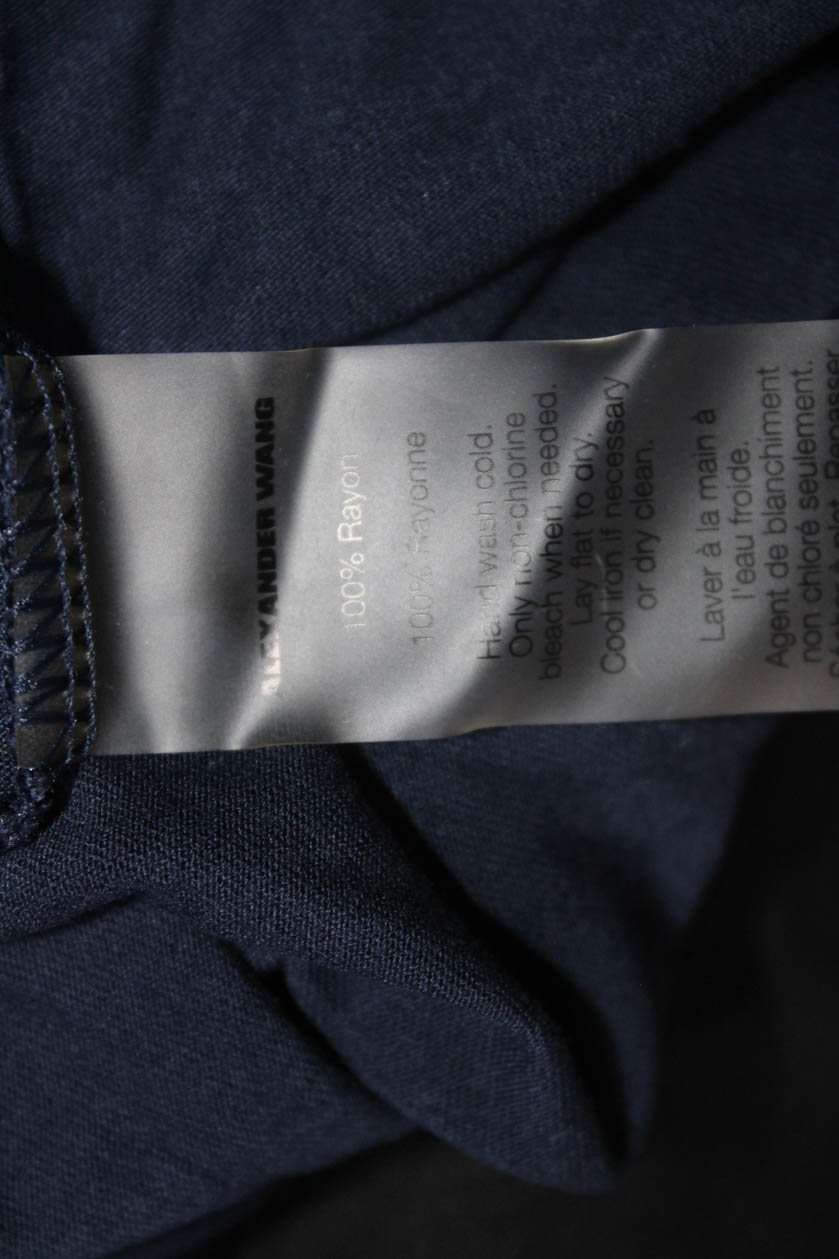 ALEXANDER WANG
100% Rayon
100% Rayonne
Hand wash cold.
Only non-chlorine
bleach when needed.
Lay flat to dry.
Cool iron if necessary
or dry clean.
Laver à la main à
l'eau froide.
Agent de blanchiment
non chloré seulement.